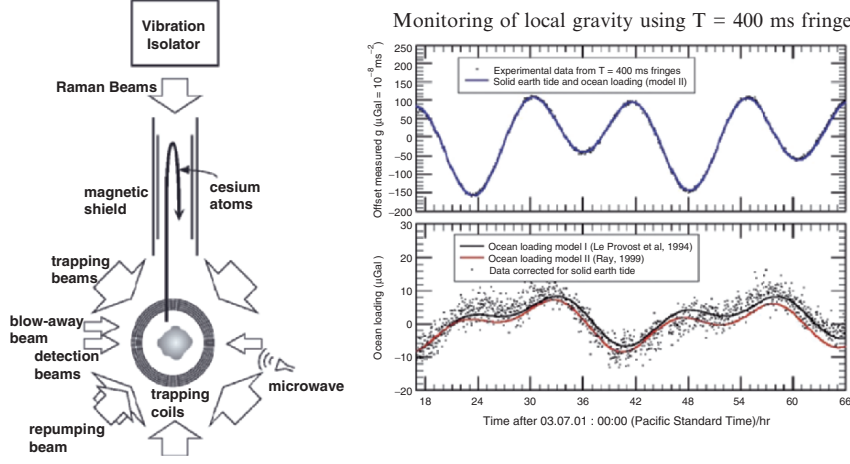 Vibration
Isolator
Raman Beams
magnetic
shield
cesium
atoms
trapping
beams
blow-away
beam
detection
beams
microwave
trapping
coils
repumping
beam
Monitoring of local gravity using T = 400 ms fringe
Offset measured g (μGal = 10⁻⁸ms⁻²)
250
200
150
100
50
0
−50
−100
−150
−200
Experimental data from T = 400 ms fringes
Solid earth tide and ocean loading (model II)
Ocean loading (μGal)
30
20
10
0
−10
−20
Ocean loading model I (Le Provost et al, 1994)
Ocean loading model II (Ray, 1999)
Data corrected for solid earth tide
18 24 30 36 42 48 54 60 66
Time after 03.07.01 : 00:00 (Pacific Standard Time)/hr